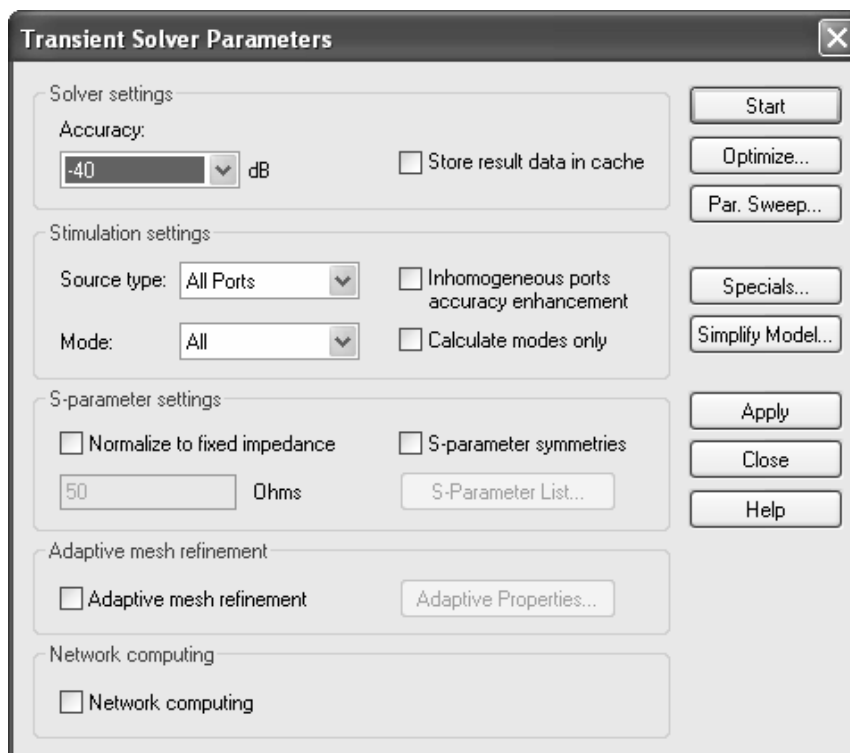 Transient Solver Parameters
Solver settings
Accuracy:
-40 dB
Store result data in cache
Stimulation settings
Source type: All Ports
Inhomogeneous ports
accuracy enhancement
Mode: All
Calculate modes only
S-parameter settings
Normalize to fixed impedance
S-parameter symmetries
50 Ohms
S-Parameter List...
Adaptive mesh refinement
Adaptive mesh refinement
Adaptive Properties...
Network computing
Network computing
Start
Optimize...
Par. Sweep...
Specials...
Simplify Model...
Apply
Close
Help